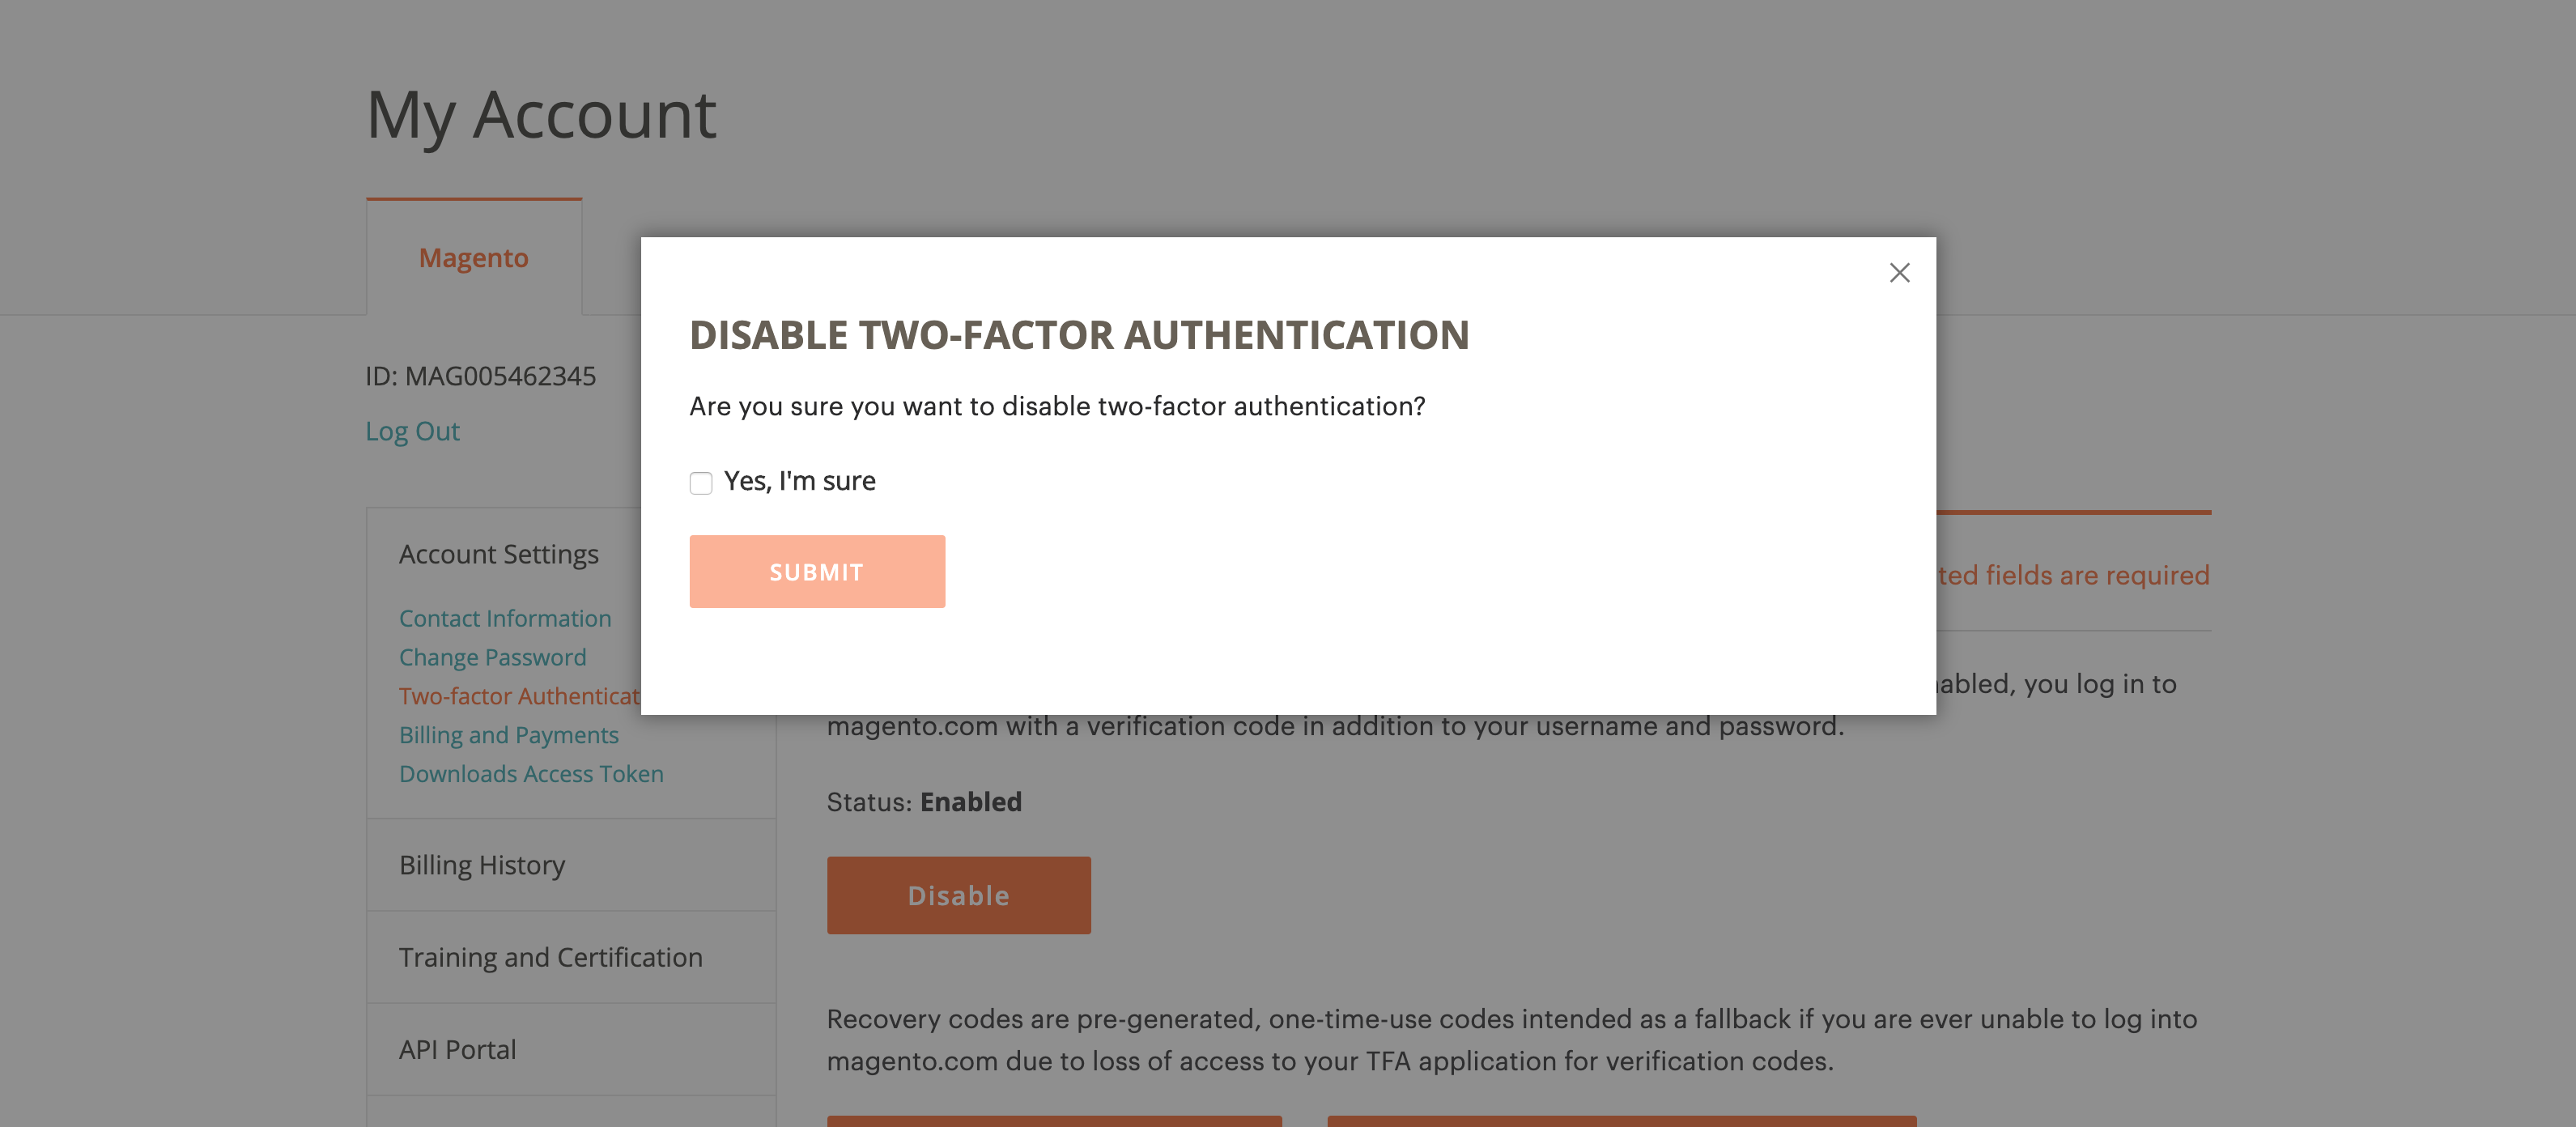 My Account
Magento
ID: MAG005462345
Log Out
DISABLE TWO-FACTOR AUTHENTICATION
Are you sure you want to disable two-factor authentication?
Yes, I'm sure
SUBMIT
Account Settings
Contact Information
Change Password
Two-factor
Billing and Payments
Downloads Access Token
Billing History
Training and Certification
API Portal
fields are required
you log in to
magento.com with a verification code in addition to your username and password.
Status: Enabled
Disable
Recovery codes are pre-generated, one-time-use codes intended as a fallback if you are ever unable to log into
magento.com due to loss of access to your TFA application for verification codes.